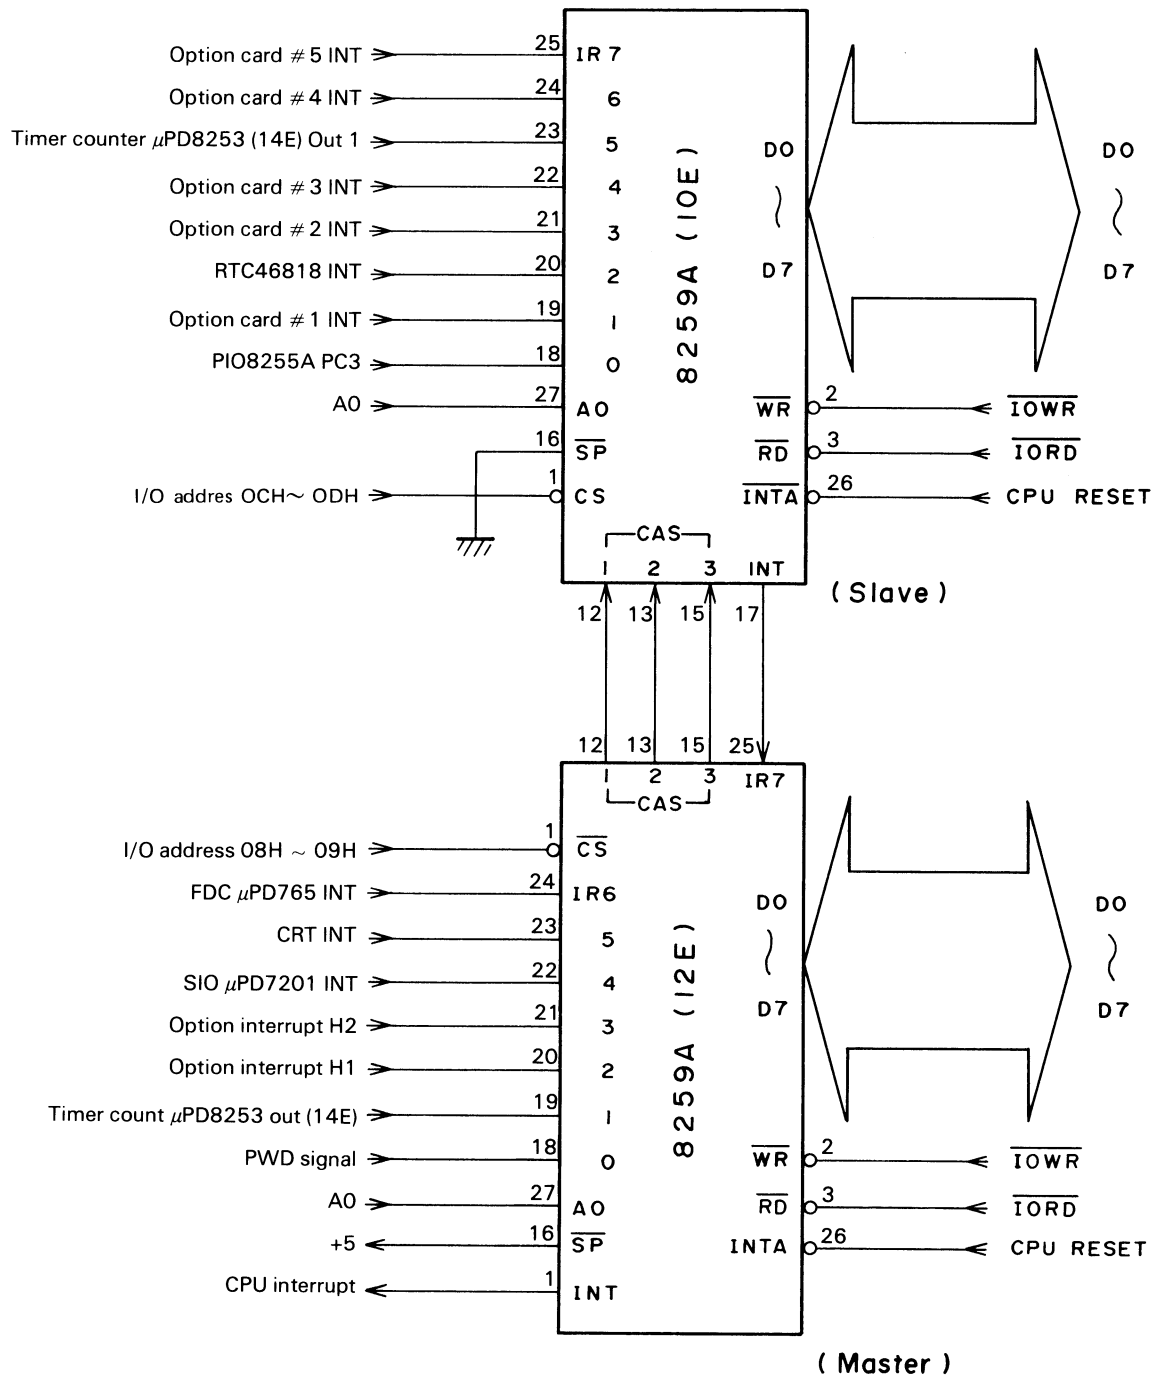 Option card #5 INT 25 IR 7
Option card #4 INT 24 6
Timer counter μPD8253 (14E) Out 1 23 5
Option card #3 INT 22 4
Option card #2 INT 21 3
RTC46818 INT 20 2
Option card #1 INT 19 1
PIO8255A PC3 18 0
A0 27 A0
16 SP
I/O addres OCH~ ODH 1 CS
8259A (10E)
D0 D0
D7 D7
WR 2 IOWR
RD 3 IORD
INTA 26 CPU RESET
CAS
1 2 3 INT
(Slave)
12 13 15 17
12 13 15 25
1 2 3 IR7
CAS
I/O address 08H ~ 09H 1 CS
FDC μPD765 INT 24 IR6
CRT INT 23 5
SIO μPD7201 INT 22 4
Option interrupt H2 21 3
Option interrupt H1 20 2
Timer count μPD8253 out (14E) 19 1
PWD signal 18 0
A0 27 A0
+5 16 SP
CPU interrupt 1 INT
8259A (12E)
D0 D0
D7 D7
WR 2 IOWR
RD 3 IORD
INTA 26 CPU RESET
(Master)